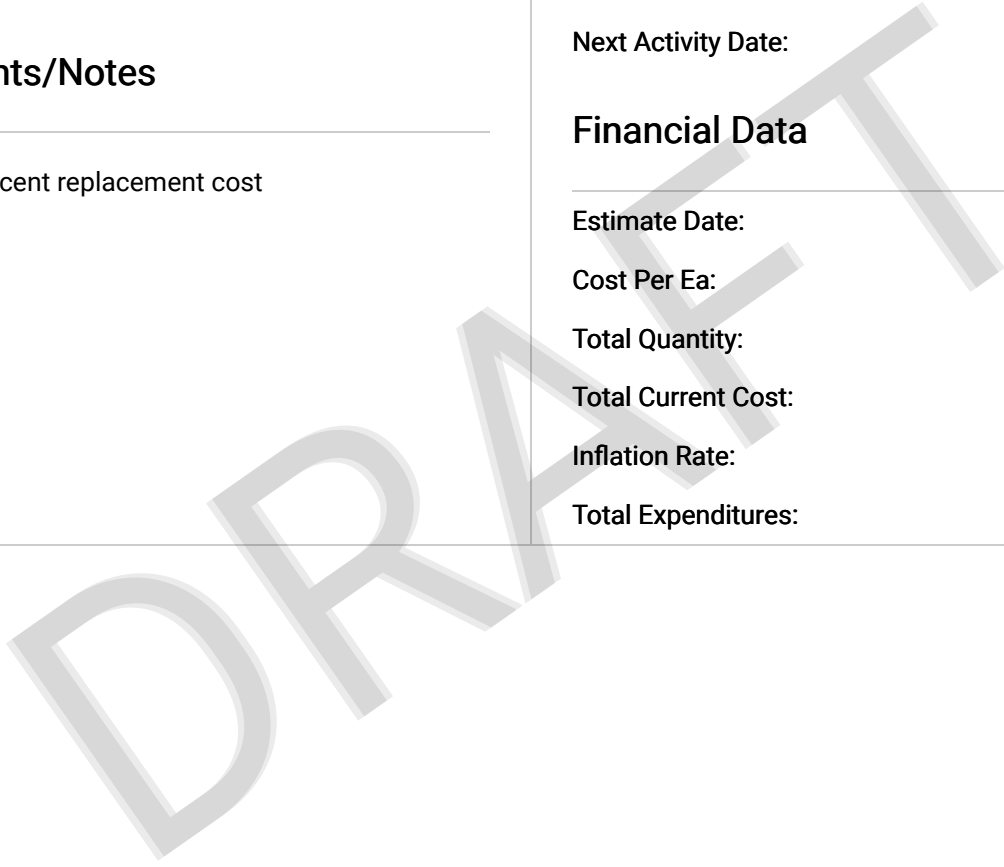 nts/Notes
cent replacement cost
Next Activity Date:
Financial Data
Estimate Date:
Cost Per Ea:
Total Quantity:
Total Current Cost:
Inflation Rate:
Total Expenditures:
DRAFT